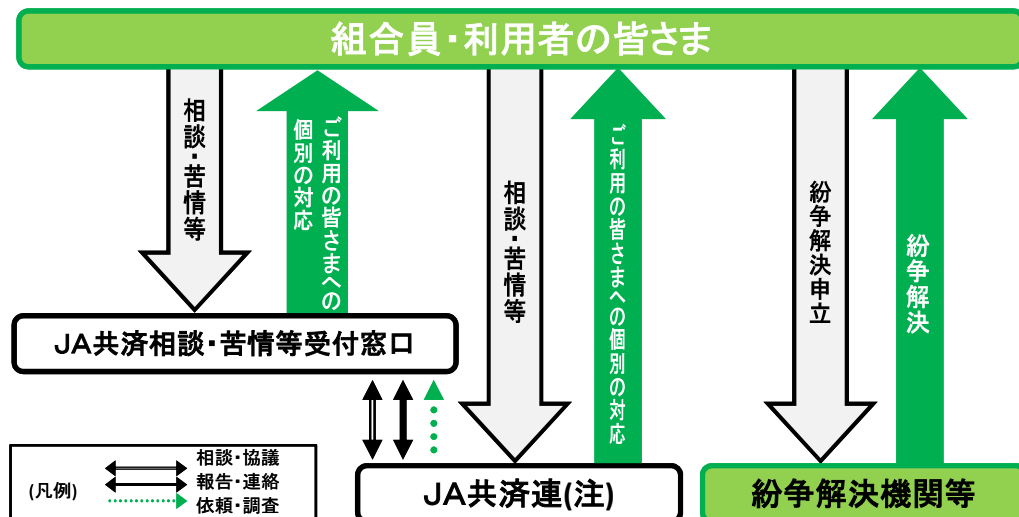 組合員・利用者の皆さま
相談・苦情等
ご利用の皆さまへの
個別の対応
相談・苦情等
ご利用の皆さまへの個別の対応
紛争解決申立
紛争解決
JA共済相談・苦情等受付窓口
(凡例)
相談・協議
報告・連絡
依頼・調査
JA共済連(注)
紛争解決機関等